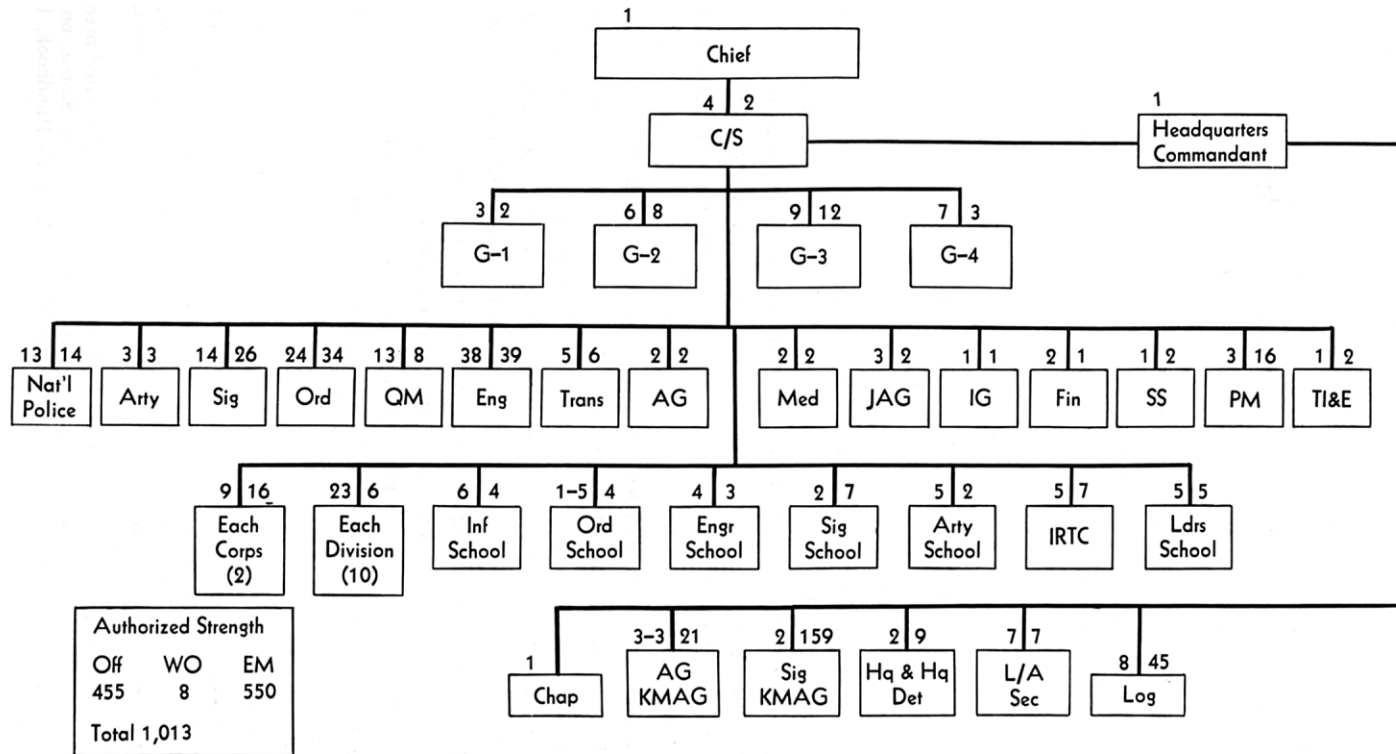 1
Chief
4 2
C/S
1
Headquarters
Commandant
3 2
G-1
6 8
G-2
9 12
G-3
7 3
G-4
13 14
Nat'l
Police
3 3
Arty
14 26
Sig
24 34
Ord
13 8
QM
38 39
Eng
5 6
Trans
2 2
AG
2 2
Med
3 2
JAG
1 1
IG
2 1
Fin
1 2
SS
3 16
PM
1 2
TI&E
9 16
Each
Corps
(2)
23 6
Each
Division
(10)
6 4
Inf
School
1-5 4
Ord
School
4 3
Engr
School
2 7
Sig
School
5 2
Arty
School
5 7
IRTC
5 5
Ldrs
School
Authorized Strength
Off WO EM
455 8 550
Total 1,013
1
Chap
3-3 21
AG
KMAG
2 159
Sig
KMAG
2 9
Hq & Hq
Det
7 7
L/A
Sec
8 45
Log